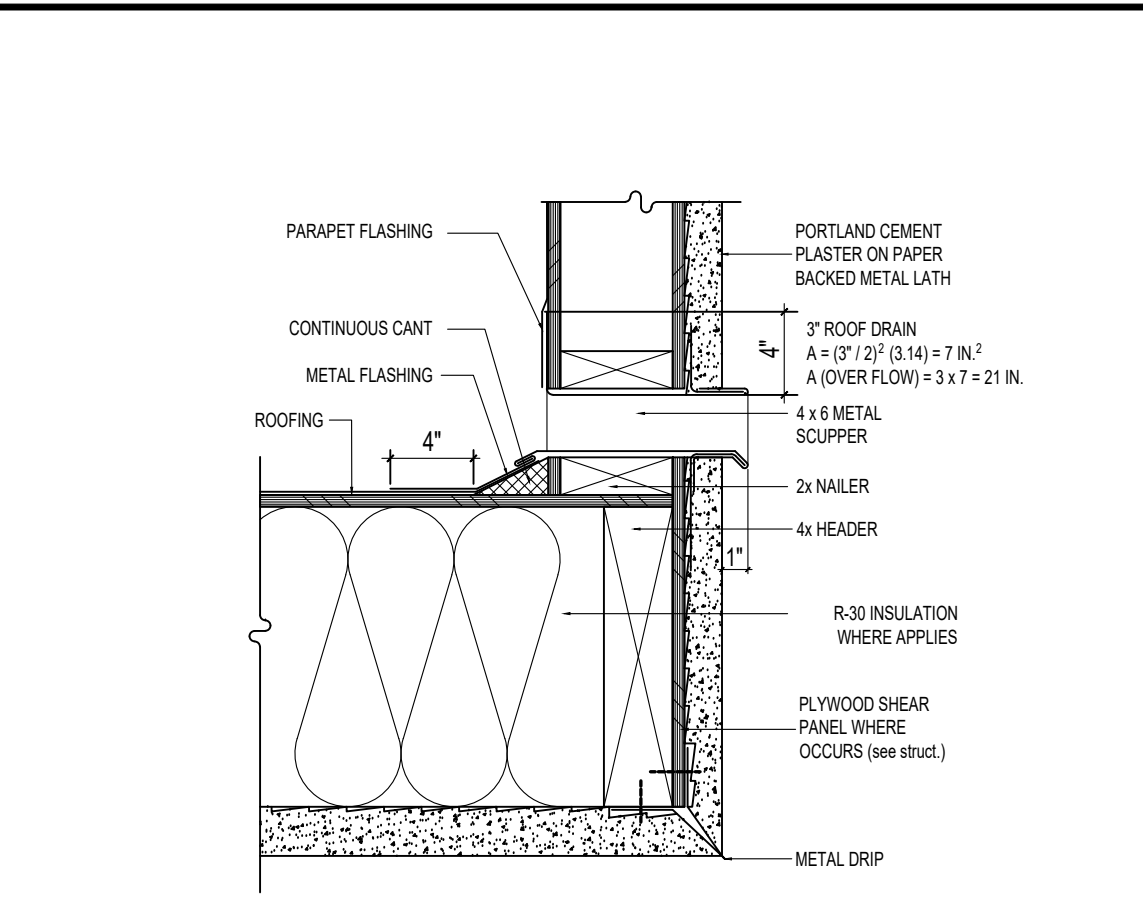 PARAPET FLASHING
CONTINUOUS CANT
METAL FLASHING
ROOFING
4"
PORTLAND CEMENT
PLASTER ON PAPER
BACKED METAL LATH
4"
3" ROOF DRAIN
A = (3" / 2)² (3.14) = 7 IN.²
A (OVER FLOW) = 3 x 7 = 21 IN.
4 x 6 METAL
SCUPPER
2x NAILER
4x HEADER
1"
R-30 INSULATION
WHERE APPLIES
PLYWOOD SHEAR
PANEL WHERE
OCCURS (see struct.)
METAL DRIP